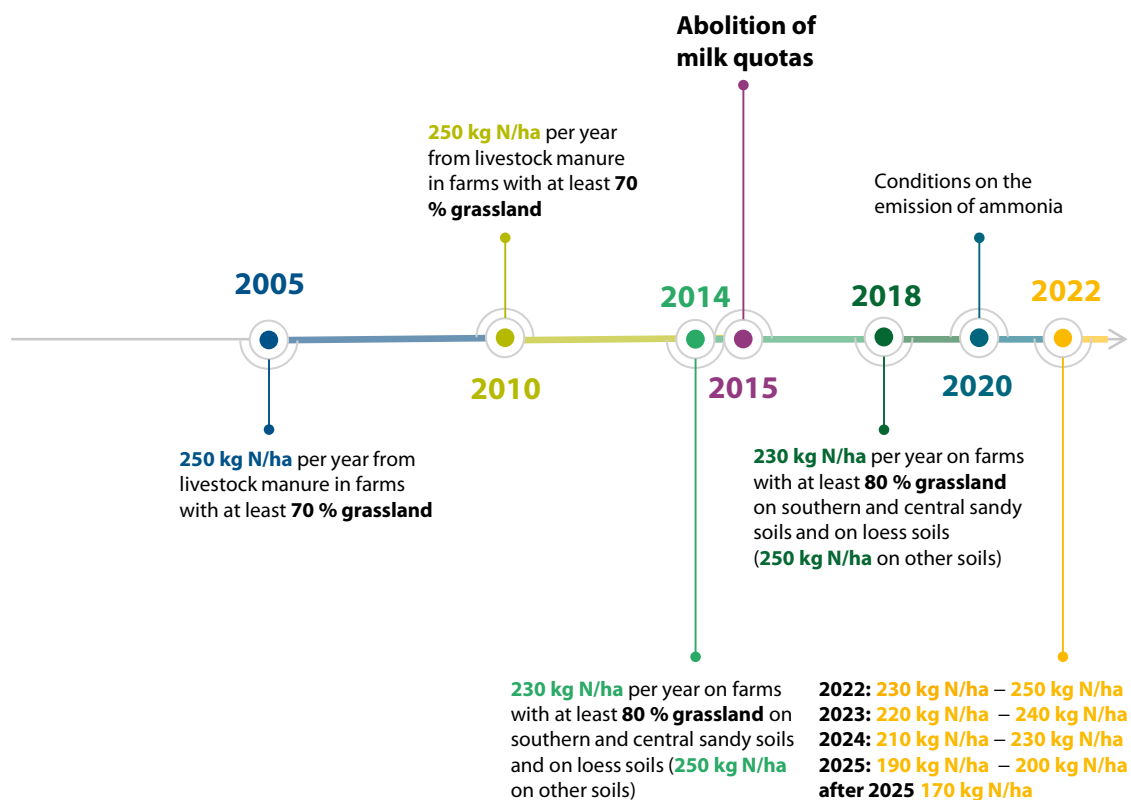 Abolition of
milk quotas
250 kg N/ha per year
from livestock manure
in farms with at least 70
% grassland
Conditions on the
emission of ammonia
2005
2014
2018
2022
2010
2015
2020
250 kg N/ha per year from
livestock manure in farms
with at least 70 % grassland
230 kg N/ha per year on farms
with at least 80 % grassland
on southern and central sandy
soils and on loess soils
(250 kg N/ha on other soils)
230 kg N/ha per year on farms
with at least 80 % grassland on
southern and central sandy soils
and on loess soils (250 kg N/ha
on other soils)
2022: 230 kg N/ha – 250 kg N/ha
2023: 220 kg N/ha – 240 kg N/ha
2024: 210 kg N/ha – 230 kg N/ha
2025: 190 kg N/ha – 200 kg N/ha
after 2025 170 kg N/ha